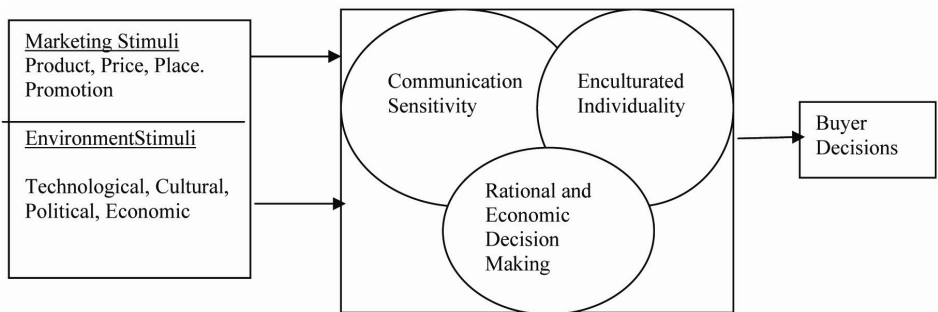 Marketing Stimuli
Product, Price, Place.
Promotion
EnvironmentStimuli
Technological, Cultural,
Political, Economic
Communication
Sensitivity
Enculturated
Individuality
Rational and
Economic
Decision
Making
Buyer
Decisions